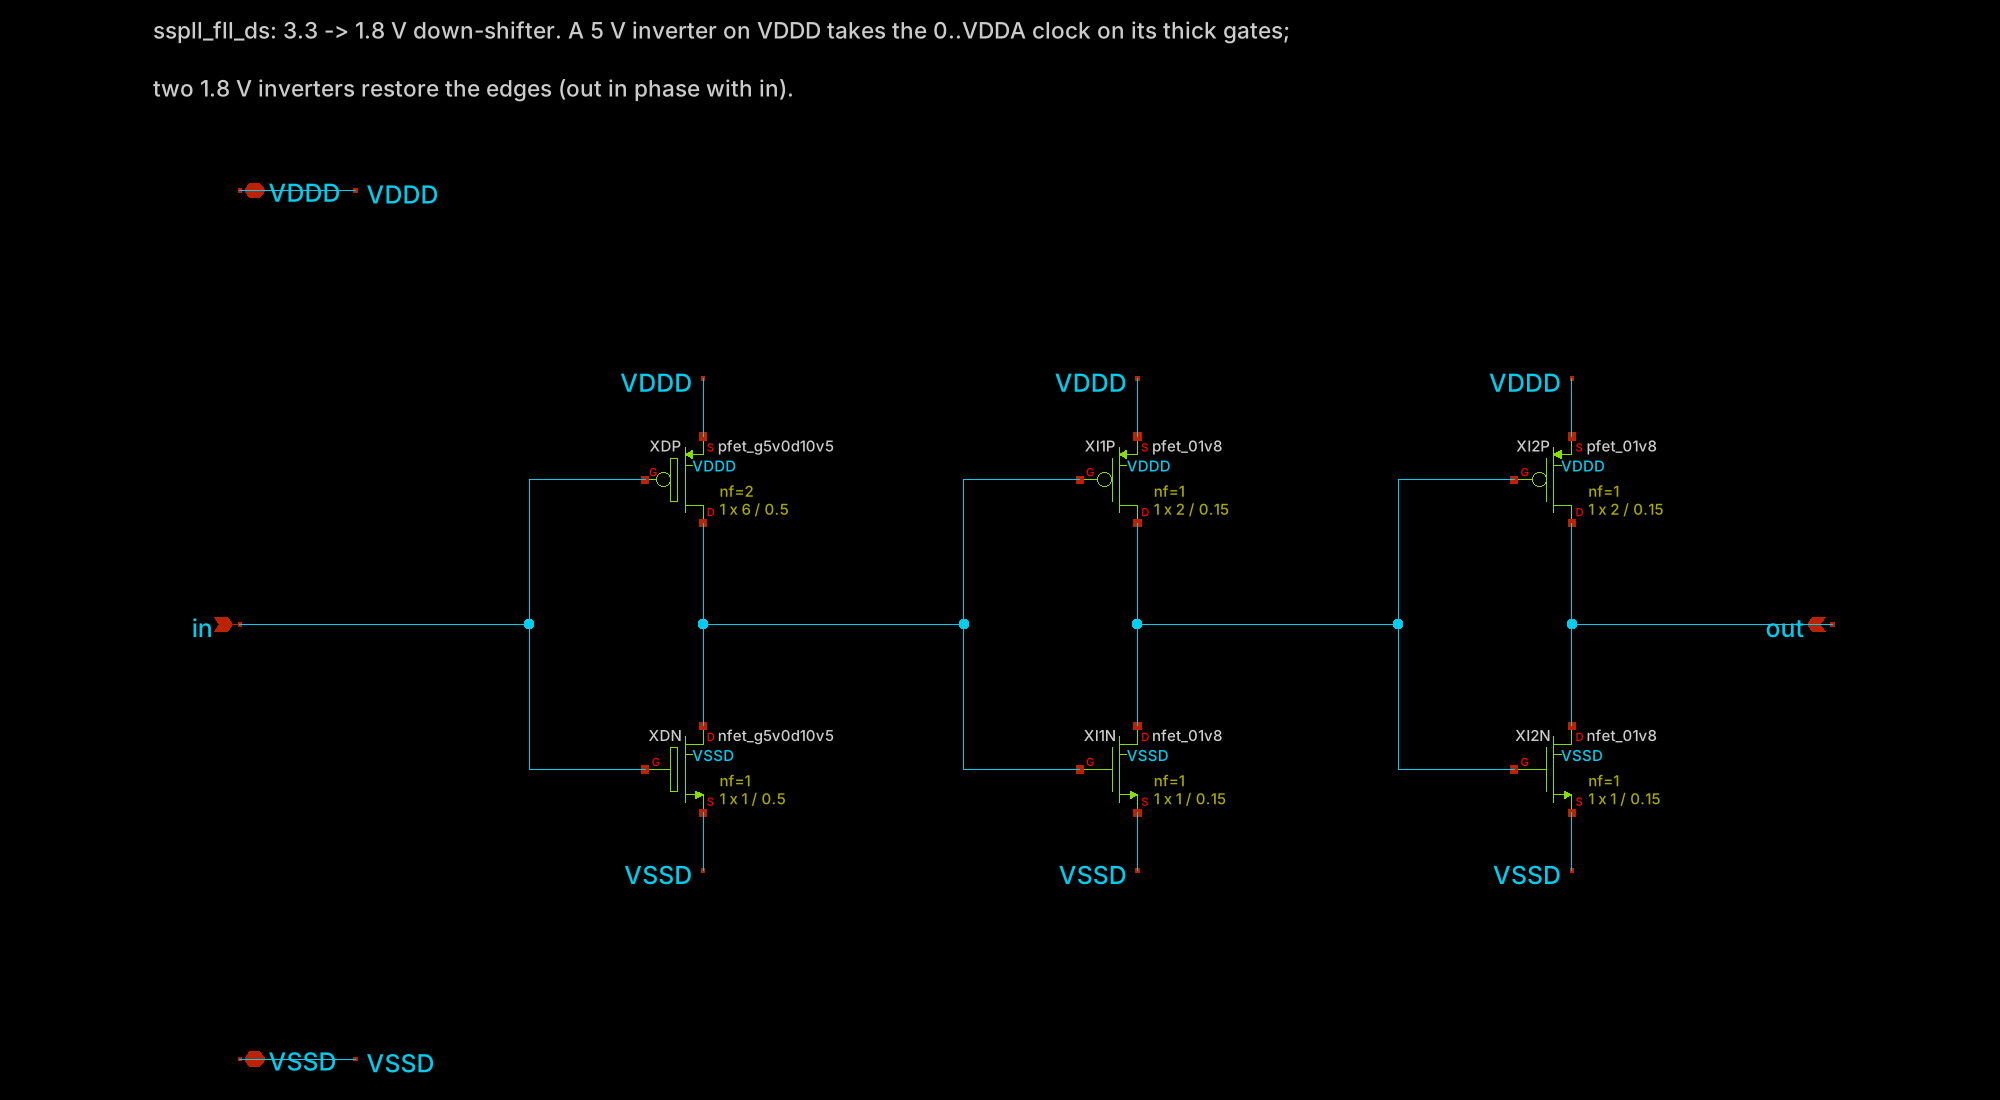 sspll_fll_ds: 3.3 -> 1.8 V down-shifter. A 5 V inverter on VDDD takes the 0..VDDA clock on its thick gates;
two 1.8 V inverters restore the edges (out in phase with in).
VDDD VDDD
VDDD VDDD VDDD
XDP S pfet_g5v0d10v5 XI1P S pfet_01v8 XI2P S pfet_01v8
G VDDD G VDDD G VDDD
nf=2 nf=1 nf=1
D 1 x 6 / 0.5 D 1 x 2 / 0.15 D 1 x 2 / 0.15
in out
XDN D nfet_g5v0d10v5 XI1N D nfet_01v8 XI2N D nfet_01v8
G VSSD G VSSD G VSSD
nf=1 nf=1 nf=1
S 1 x 1 / 0.5 S 1 x 1 / 0.15 S 1 x 1 / 0.15
VSSD VSSD VSSD
VSSD VSSD